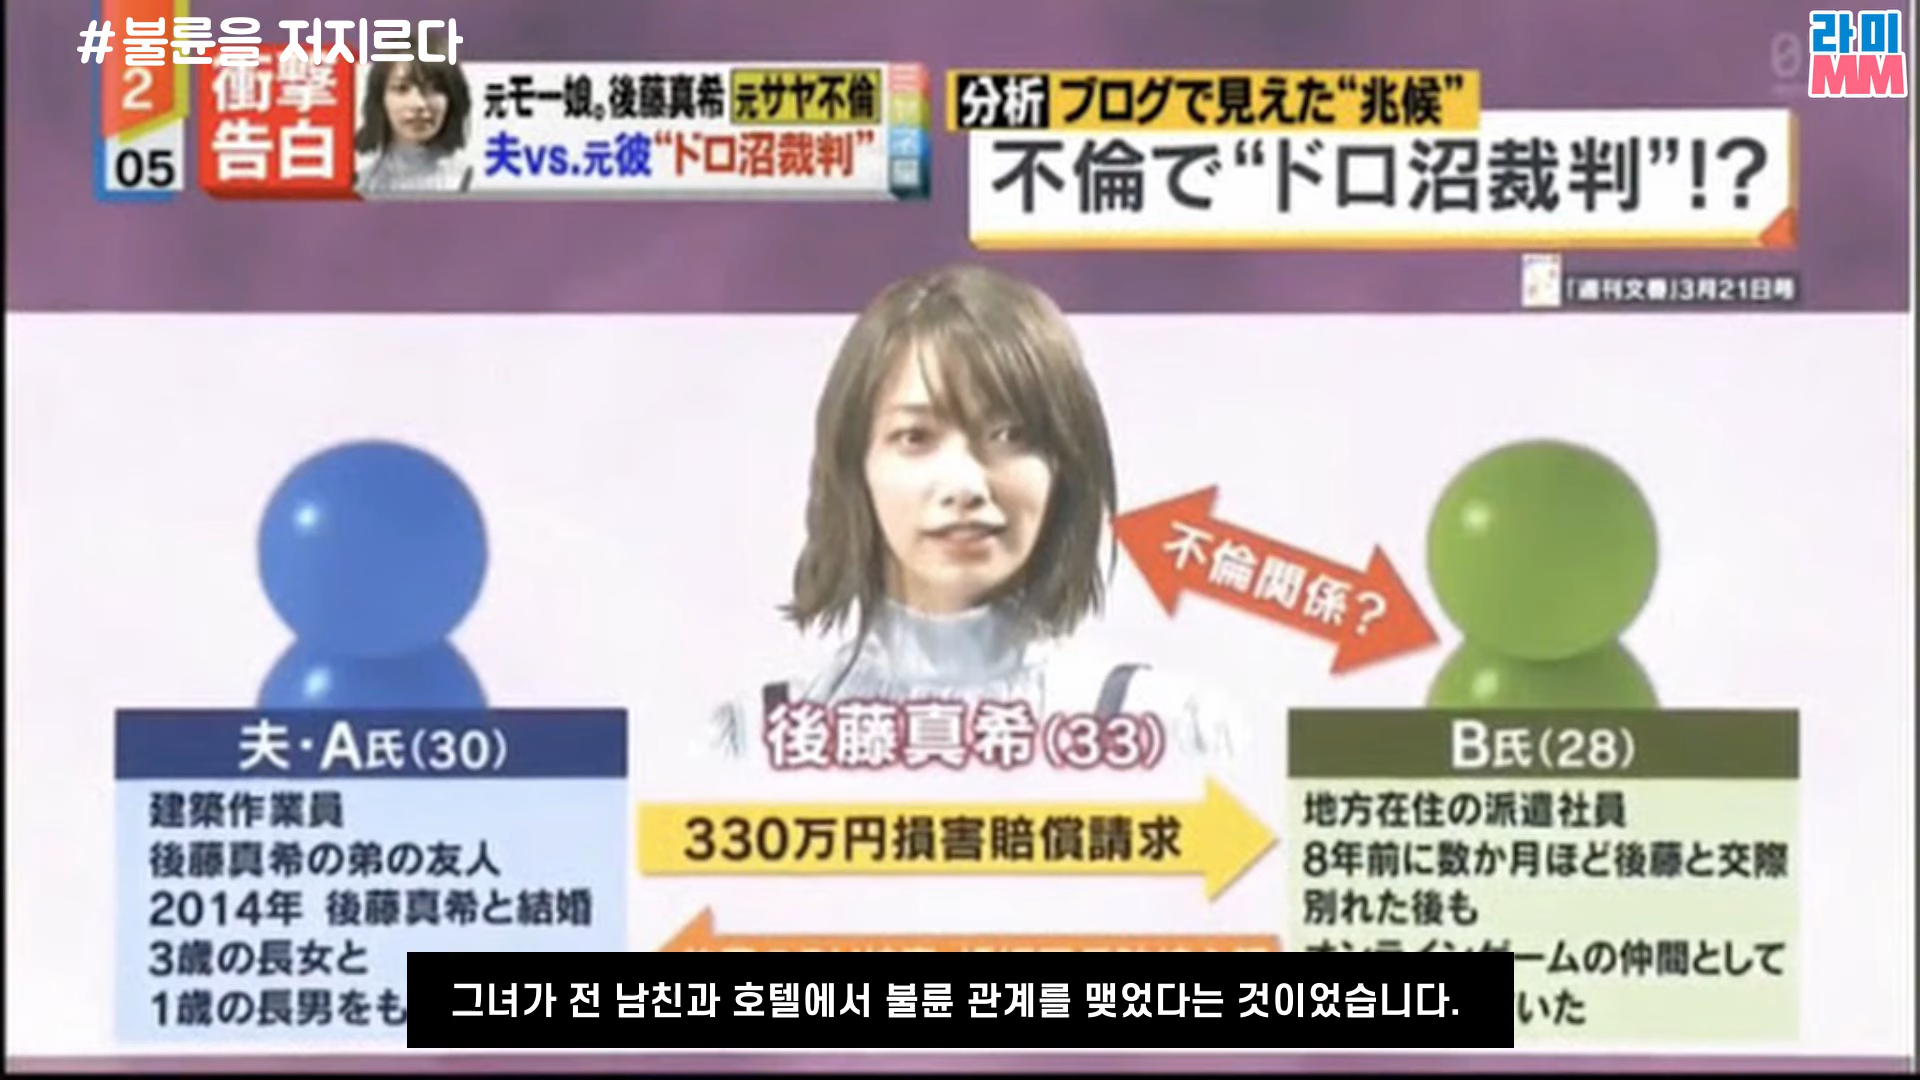 #불륜을 저지르다
라미
MM
2
05
衝撃
告白
元モー娘。後藤真希 元サヤ不倫
夫vs.元彼“ドロ沼裁判”
分析 ブログで見えた“兆候”
不倫で“ドロ沼裁判”!?
「週刊文春」3月21日号
不倫関係?
夫・A氏(30)
建築作業員
後藤真希の弟の友人
2014年 後藤真希と結婚
3歳の長女と
1歳の長男をも
後藤真希(33)
330万円損害賠償請求
B氏(28)
地方在住の派遣社員
8年前に数か月ほど後藤と交際
別れた後も
オンラインゲームの仲間として
いた
그녀가 전 남친과 호텔에서 불륜 관계를 맺었다는 것이었습니다.